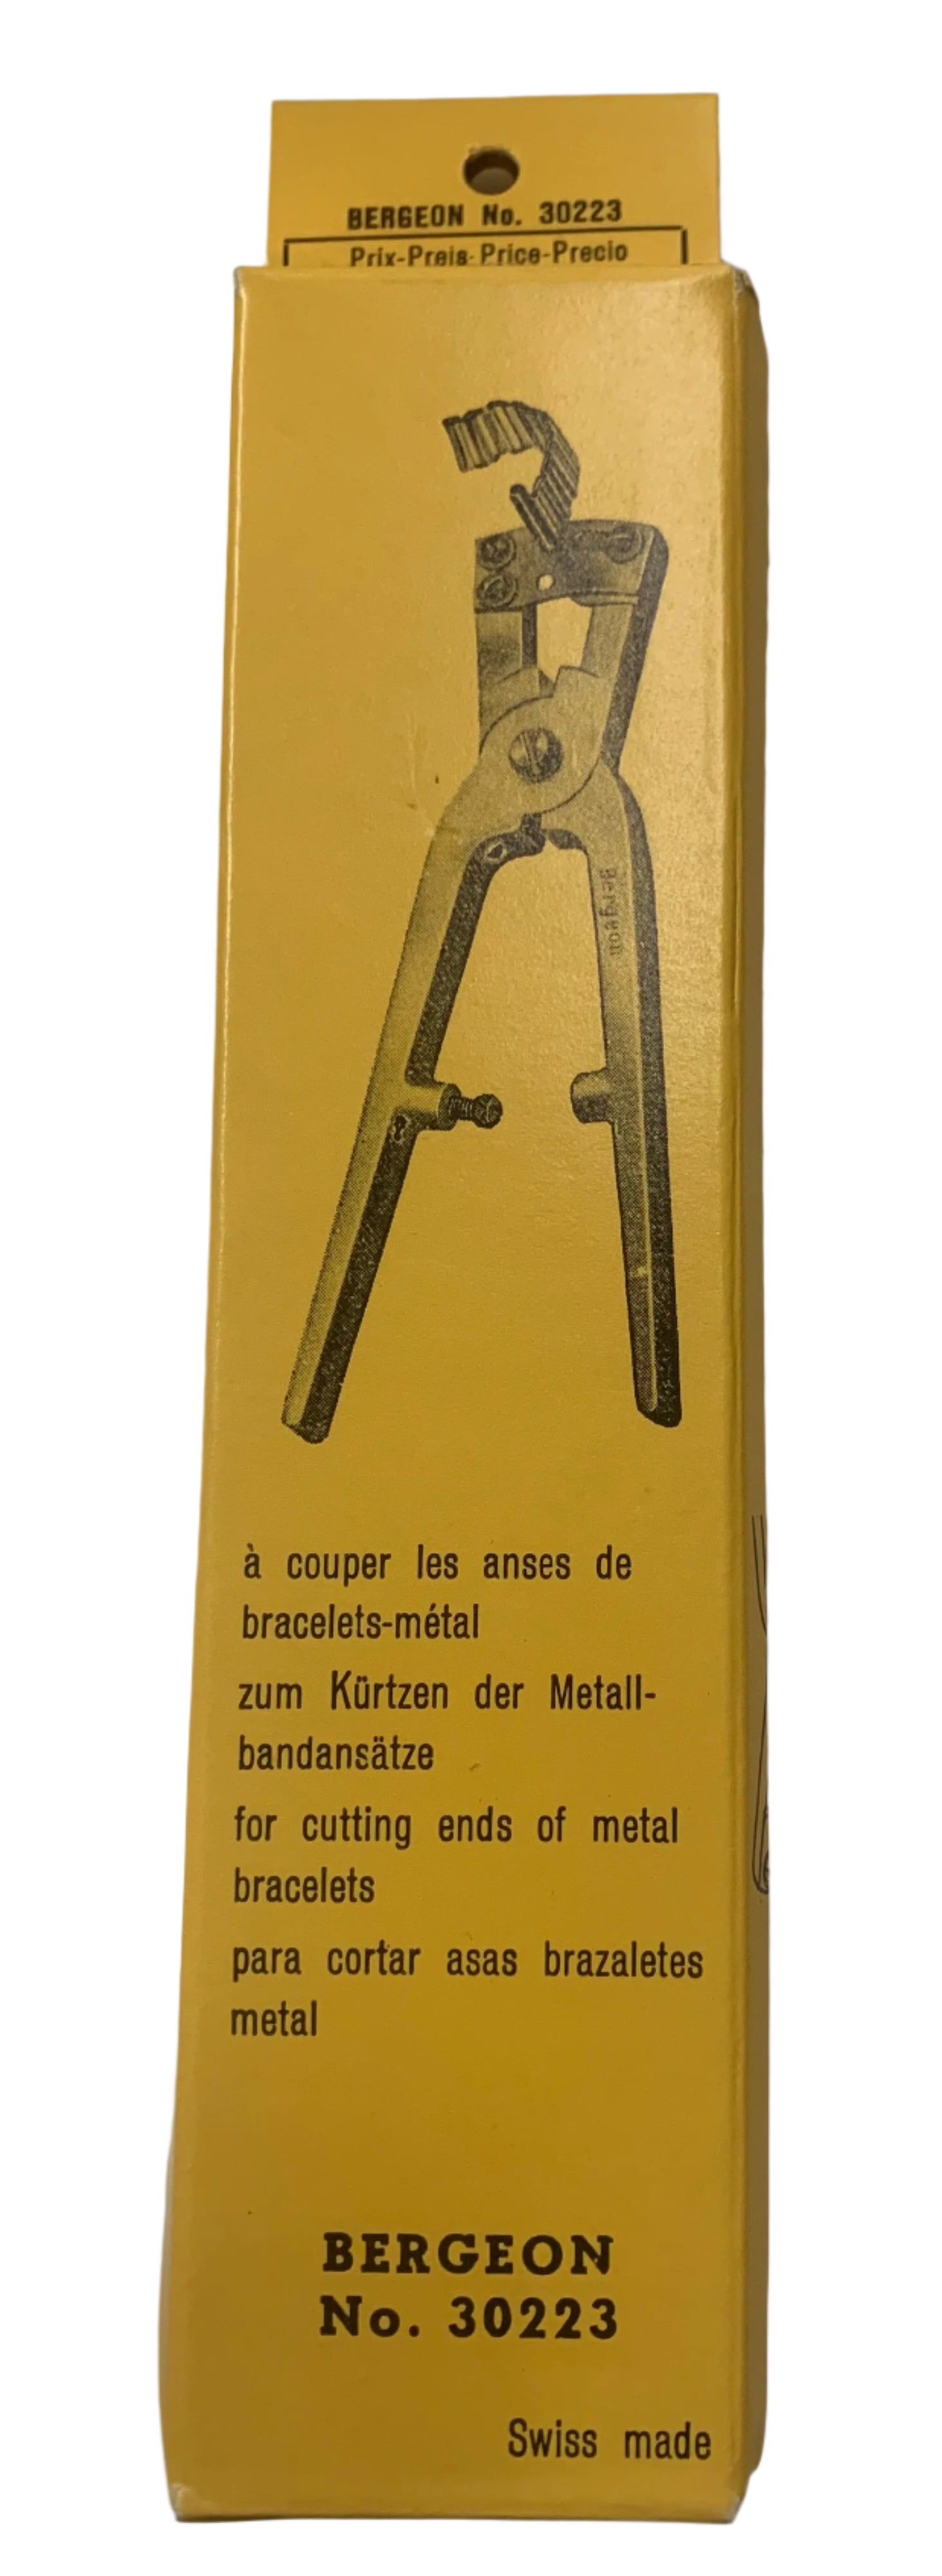 BERGEON No. 30223
Prix-Preis-Price-Precio
Bergeon
à couper les anses de
bracelets-métal
zum Kürtzen der Metall-
bandansätze
for cutting ends of metal
bracelets
para cortar asas brazaletes
metal
BERGEON
No. 30223
Swiss made